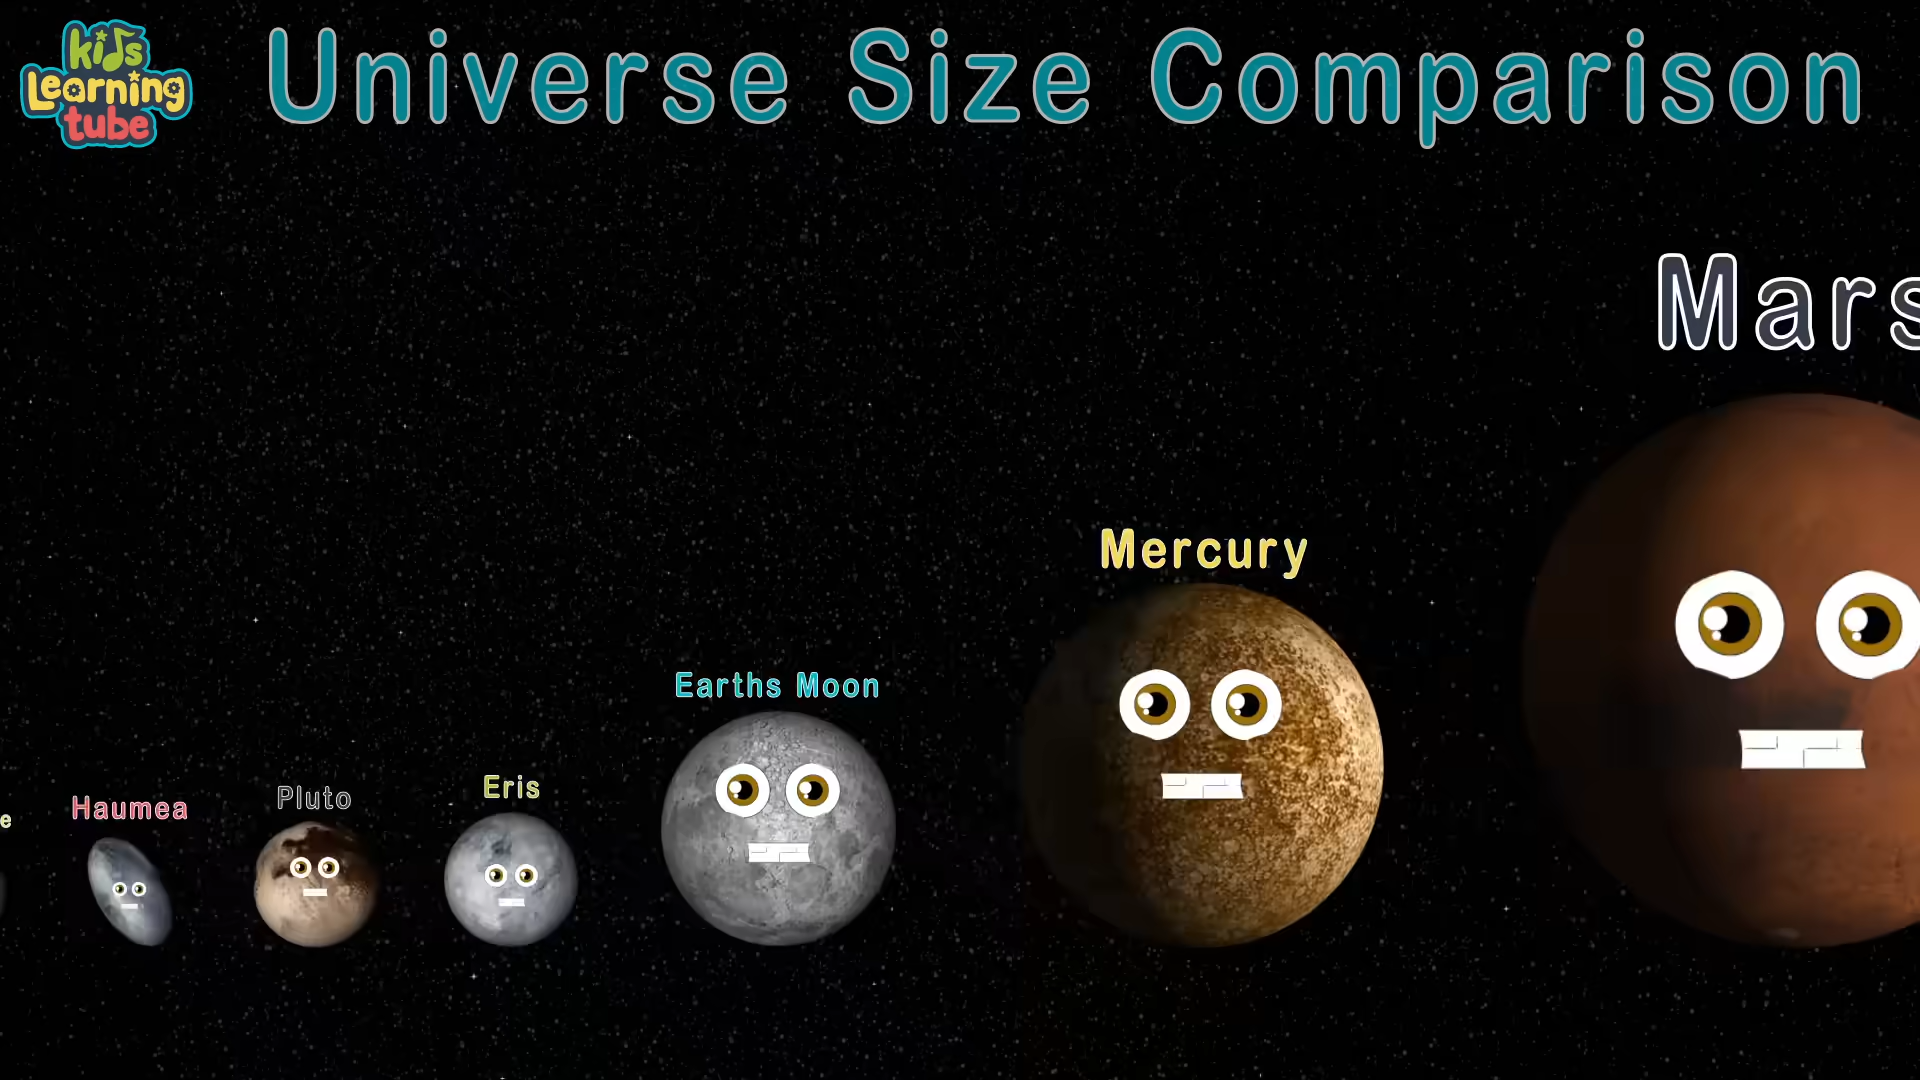 kids
Learning
tube
Universe Size Comparison
Mars
Mercury
Earths Moon
Eris
Pluto
Haumea
e